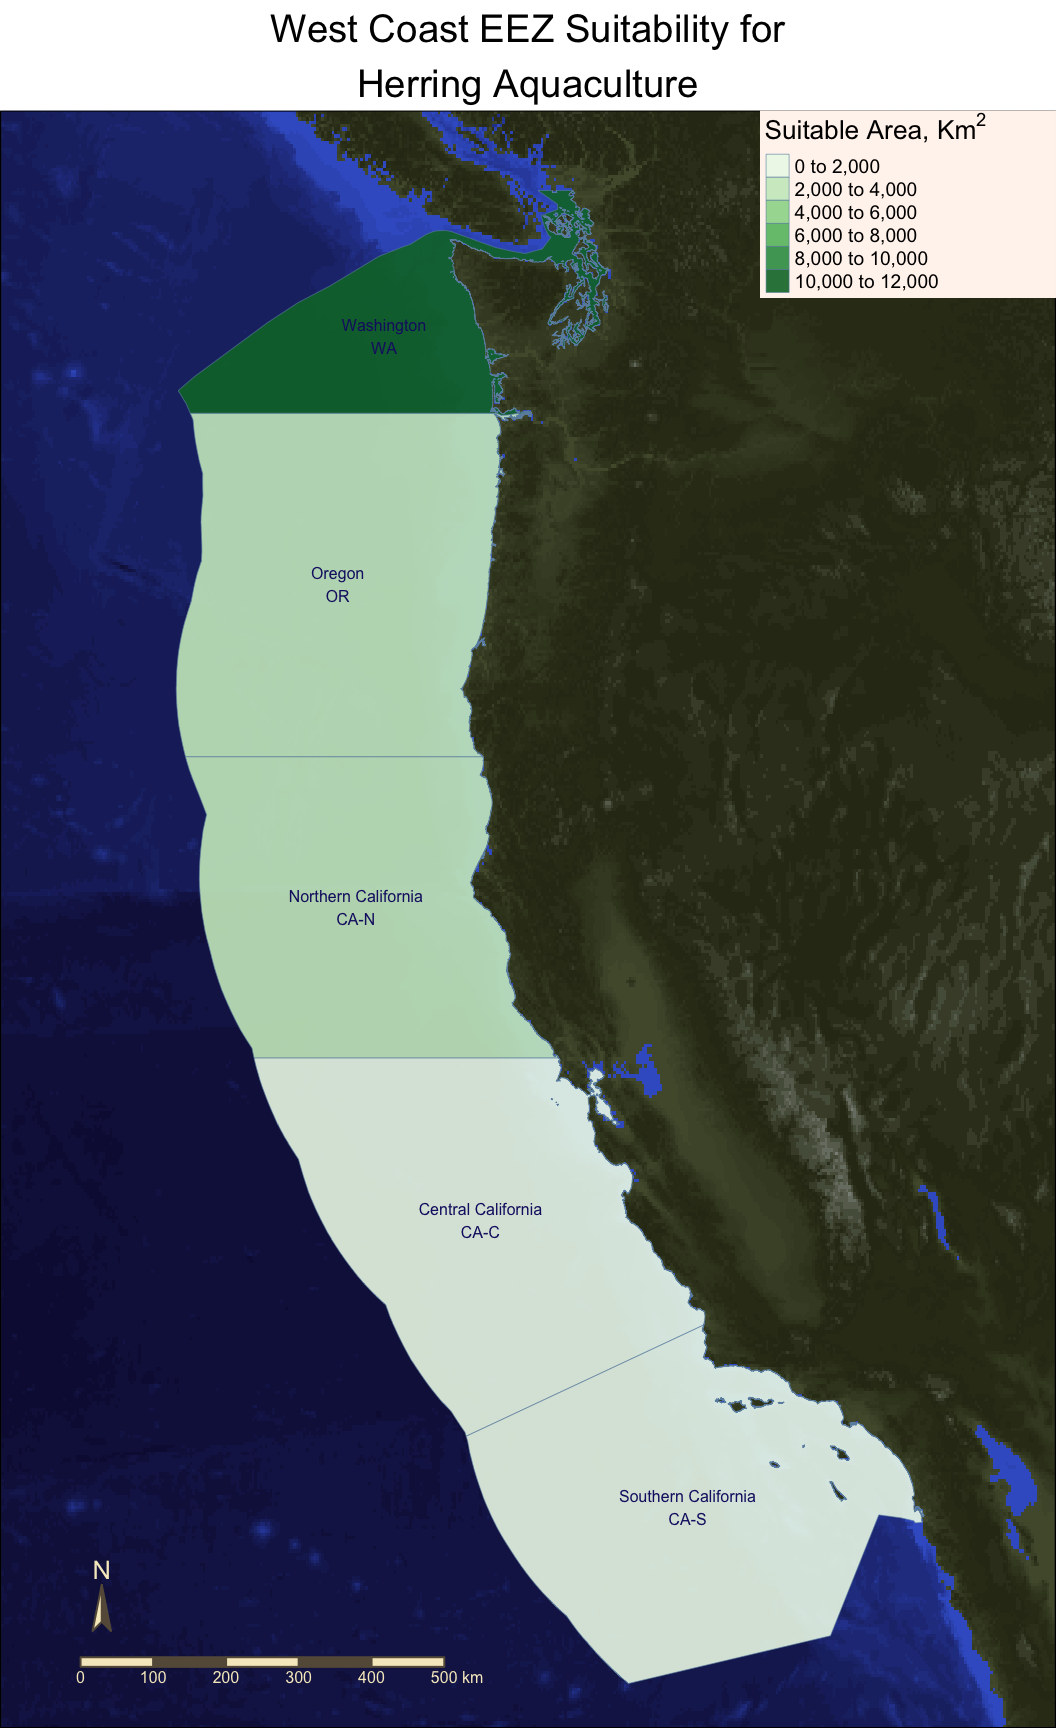 West Coast EEZ Suitability for
Herring Aquaculture
Suitable Area, Km2
0 to 2,000
2,000 to 4,000
4,000 to 6,000
6,000 to 8,000
8,000 to 10,000
10,000 to 12,000
Washington
WA
Oregon
OR
Northern California
CA-N
Central California
CA-C
Southern California
CA-S
N
0 100 200 300 400 500 km